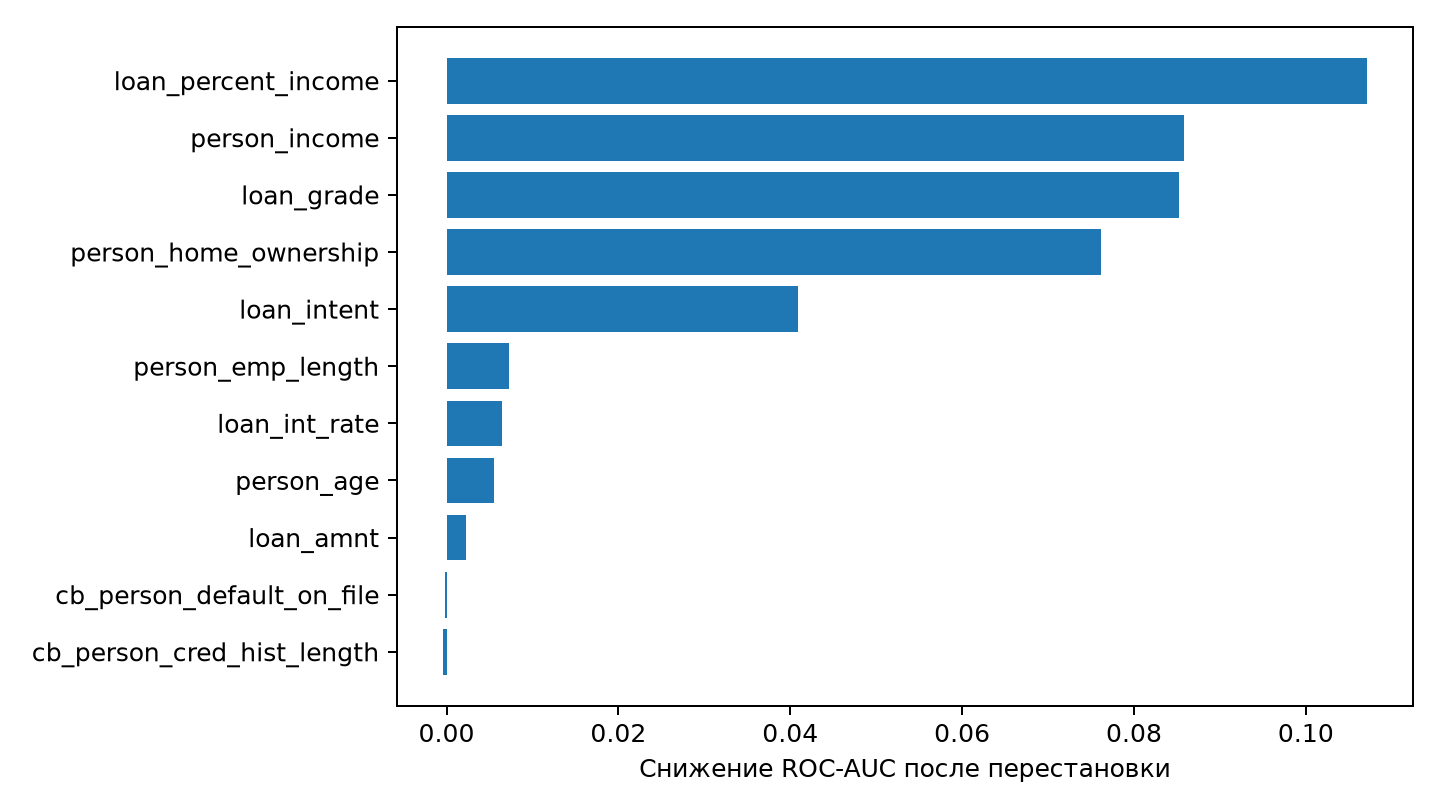 loan_percent_income
person_income
loan_grade
person_home_ownership
loan_intent
person_emp_length
loan_int_rate
person_age
loan_amnt
cb_person_default_on_file
cb_person_cred_hist_length
0.00 0.02 0.04 0.06 0.08 0.10
Снижение ROC-AUC после перестановки